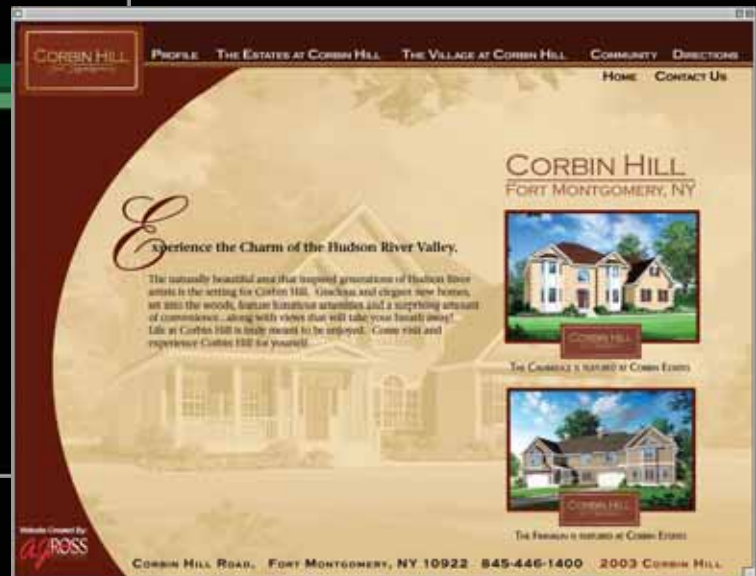 CORBIN HILL
PROFILE THE ESTATES AT CORBIN HILL THE VILLAGE AT CORBIN HILL COMMUNITY DIRECTIONS
HOME CONTACT US
CORBIN HILL
FORT MONTGOMERY, NY
Experience the Charm of the Hudson River Valley.
The naturally beautiful area that inspired generations of Hudson River
artists is the setting for Corbin Hill. Gracious and elegant new homes,
set into the woods, feature luxurious amenities and a surprising amount
of convenience...along with views that will take your breath away!
Life at Corbin Hill is truly meant to be enjoyed. Come visit and
experience Corbin Hill for yourself.
CORBIN HILL
THE CAMBRIDGE IS FEATURED AT CORBIN ESTATES
CORBIN HILL
THE FRANKLIN IS FEATURED AT CORBIN ESTATES
Website Created By:
agROSS
CORBIN HILL ROAD, FORT MONTGOMERY, NY 10922 845-446-1400 2003 CORBIN HILL